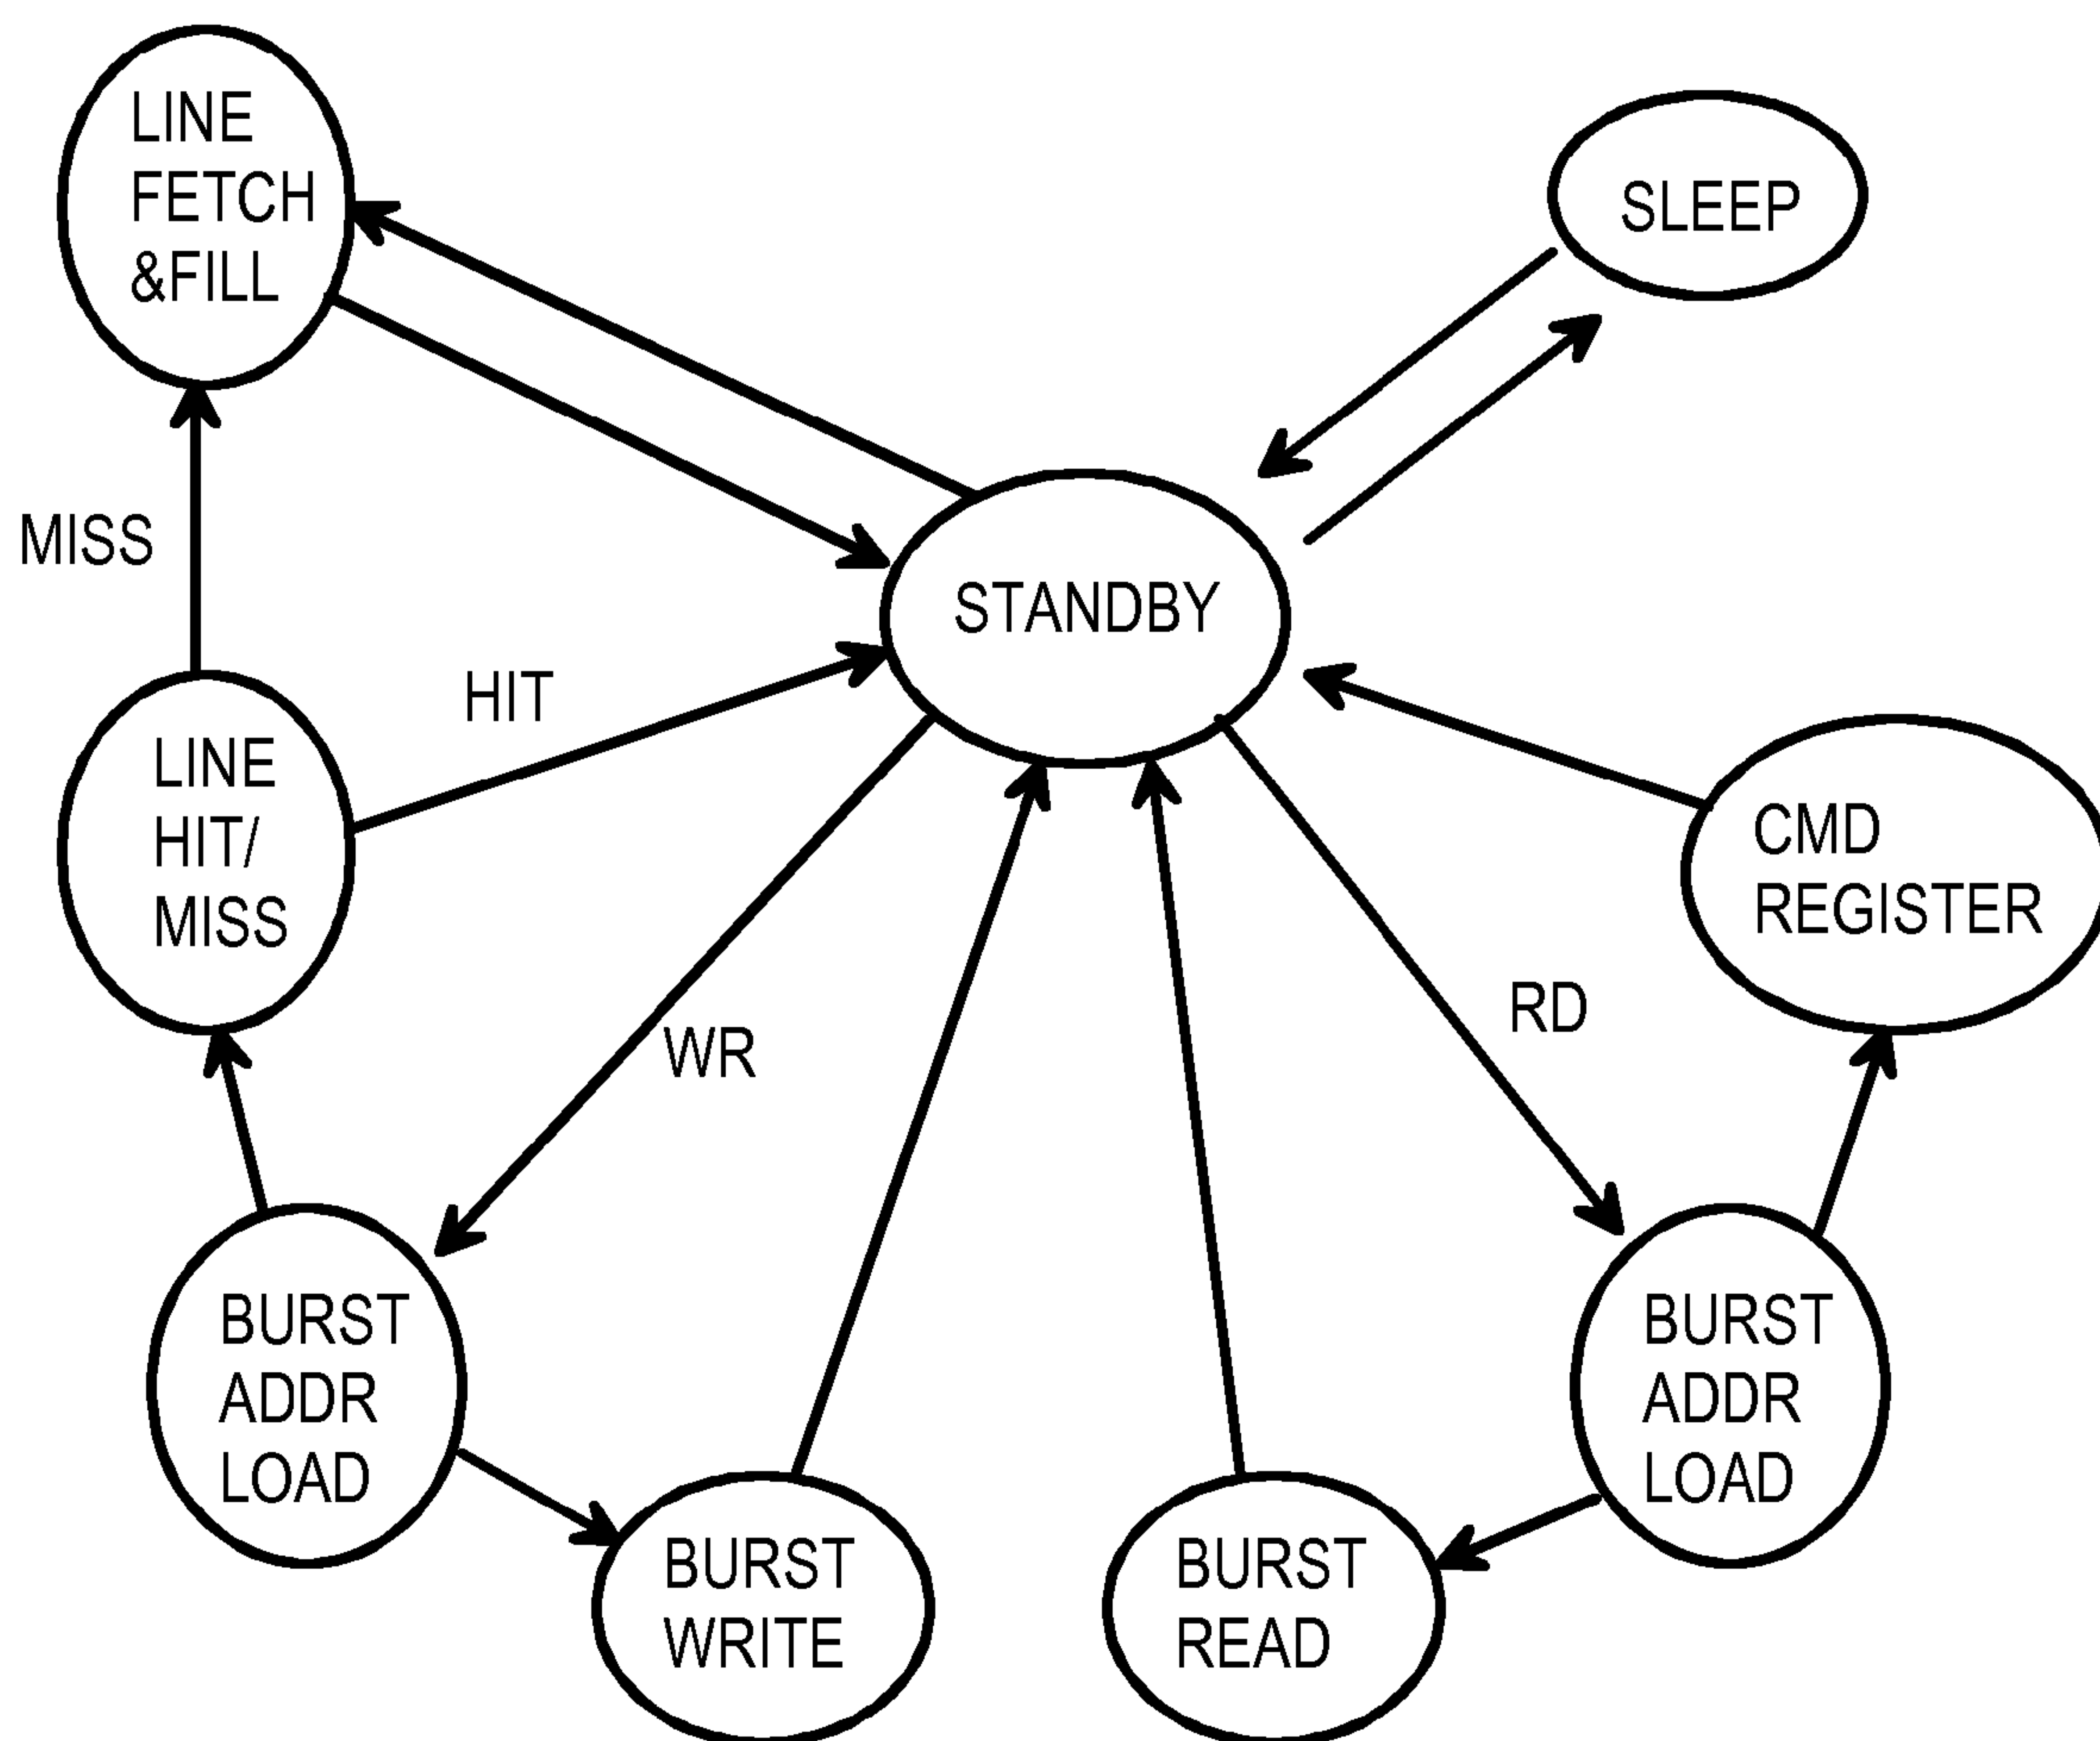 LINE
FETCH
&FILL
SLEEP
MISS
STANDBY
HIT
LINE
HIT/
MISS
CMD
REGISTER
WR
RD
BURST
ADDR
LOAD
BURST
ADDR
LOAD
BURST
WRITE
BURST
READ